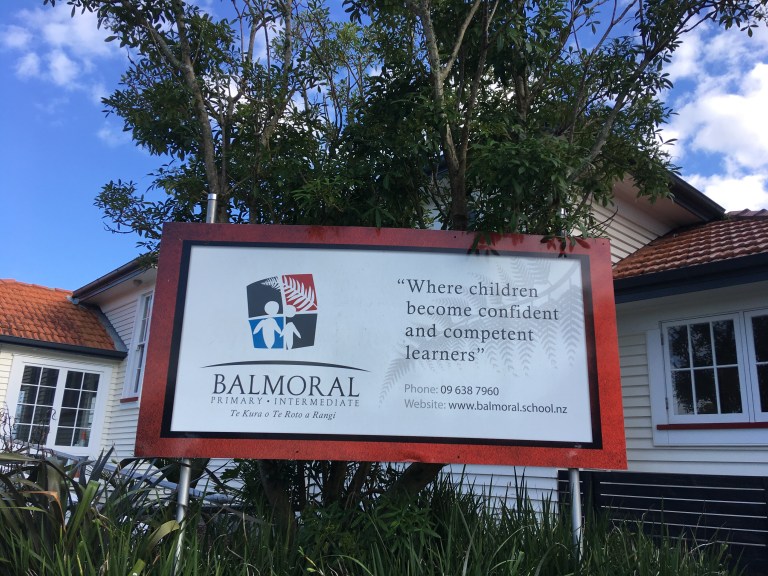 BALMORAL
PRIMARY • INTERMEDIATE
Te Kura o Te Roto a Rangi
“Where children
become confident
and competent
learners”
Phone: 09 638 7960
Website: www.balmoral.school.nz